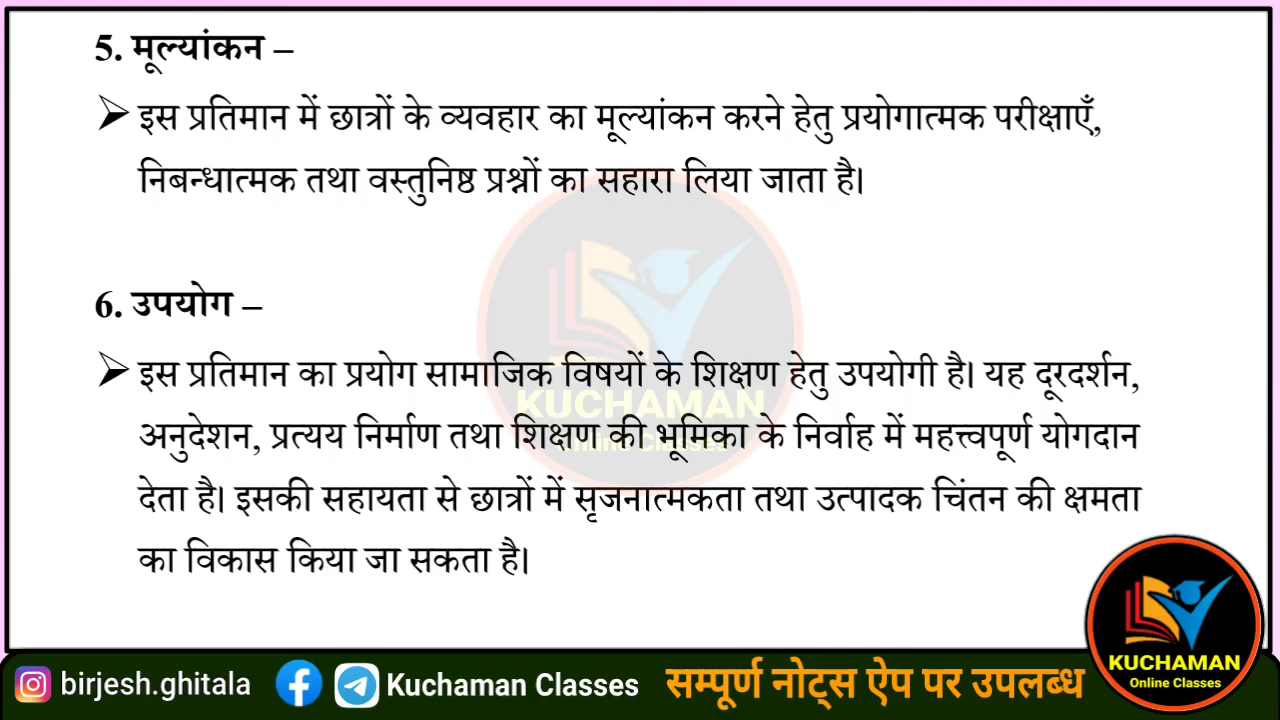 5. मूल्यांकन –
इस प्रतिमान में छात्रों के व्यवहार का मूल्यांकन करने हेतु प्रयोगात्मक परीक्षाएँ,
निबन्धात्मक तथा वस्तुनिष्ठ प्रश्नों का सहारा लिया जाता है।
6. उपयोग –
इस प्रतिमान का प्रयोग सामाजिक विषयों के शिक्षण हेतु उपयोगी है। यह दूरदर्शन,
अनुदेशन, प्रत्यय निर्माण तथा शिक्षण की भूमिका के निर्वाह में महत्त्वपूर्ण योगदान
देता है। इसकी सहायता से छात्रों में सृजनात्मकता तथा उत्पादक चिंतन की क्षमता
का विकास किया जा सकता है।
KUCHAMAN
Online Classes
birjesh.ghitala Kuchaman Classes सम्पूर्ण नोट्स ऐप पर उपलब्ध
KUCHAMAN
Online Classes